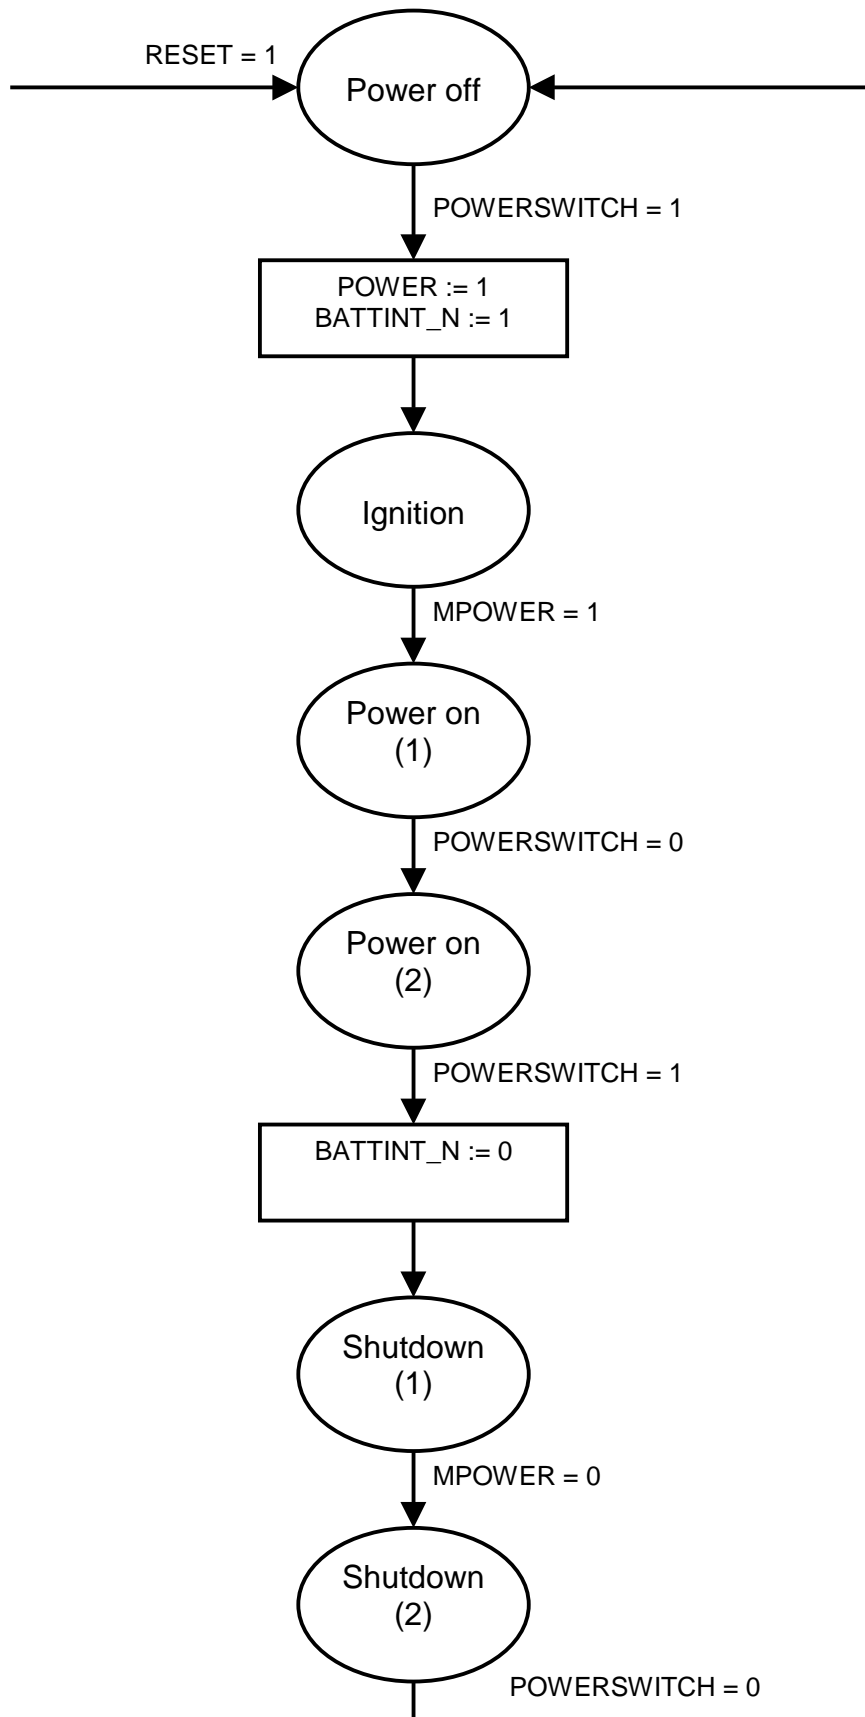 RESET = 1
Power off
POWERSWITCH = 1
POWER := 1
BATTINT_N := 1
Ignition
MPOWER = 1
Power on
(1)
POWERSWITCH = 0
Power on
(2)
POWERSWITCH = 1
BATTINT_N := 0
Shutdown
(1)
MPOWER = 0
Shutdown
(2)
POWERSWITCH = 0